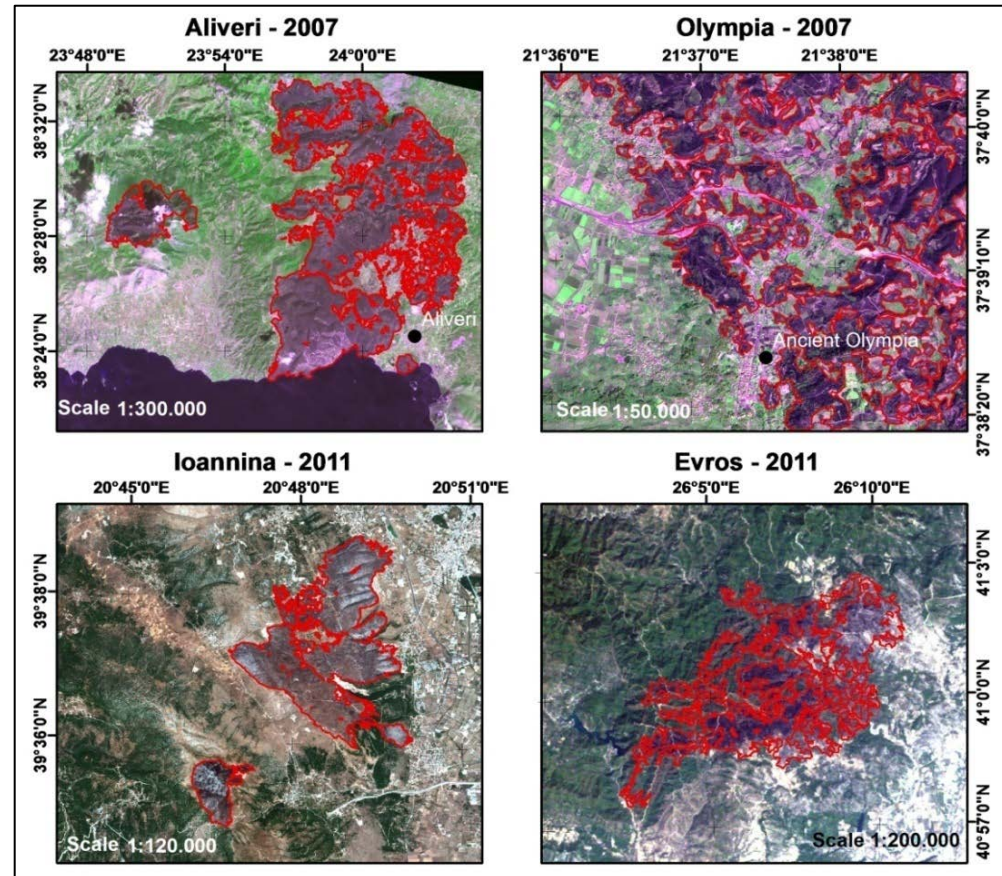 Aliveri - 2007
23°48'0"E 23°54'0"E 24°0'0"E
38°32'0"N
38°28'0"N
38°24'0"N
Aliveri
Scale 1:300.000
Olympia - 2007
21°36'0"E 21°37'0"E 21°38'0"E
37°40'0"N
37°39'10"N
37°38'20"N
Ancient Olympia
Scale 1:50.000
Ioannina - 2011
20°45'0"E 20°48'0"E 20°51'0"E
39°38'0"N
39°36'0"N
Scale 1:120.000
Evros - 2011
26°5'0"E 26°10'0"E
41°3'0"N
41°0'0"N
40°57'0"N
Scale 1:200.000